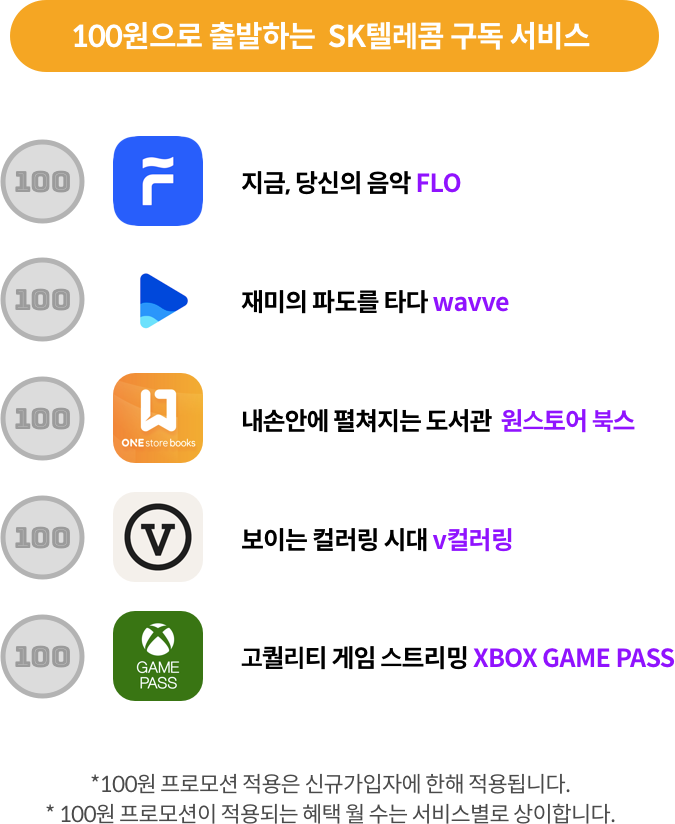 100원으로 출발하는 SK텔레콤 구독 서비스
100
지금, 당신의 음악 FLO
100
재미의 파도를 타다 wavve
100
ONE store books
내손안에 펼쳐지는 도서관 원스토어 북스
100
V
보이는 컬러링 시대 v컬러링
100
GAME
PASS
고퀄리티 게임 스트리밍 XBOX GAME PASS
*100원 프로모션 적용은 신규가입자에 한해 적용됩니다.
* 100원 프로모션이 적용되는 혜택 월 수는 서비스별로 상이합니다.